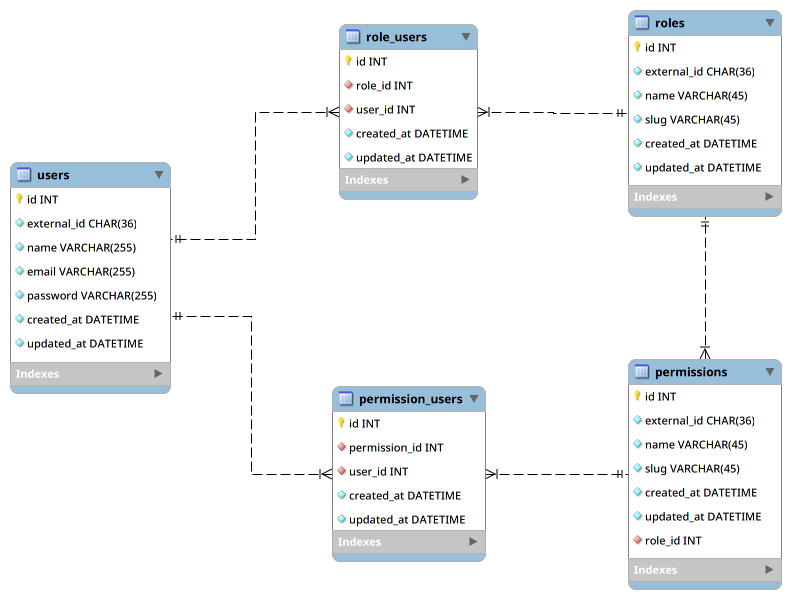 users
id INT
external_id CHAR(36)
name VARCHAR(255)
email VARCHAR(255)
password VARCHAR(255)
created_at DATETIME
updated_at DATETIME
Indexes
role_users
id INT
role_id INT
user_id INT
created_at DATETIME
updated_at DATETIME
Indexes
roles
id INT
external_id CHAR(36)
name VARCHAR(45)
slug VARCHAR(45)
created_at DATETIME
updated_at DATETIME
Indexes
permission_users
id INT
permission_id INT
user_id INT
created_at DATETIME
updated_at DATETIME
Indexes
permissions
id INT
external_id CHAR(36)
name VARCHAR(45)
slug VARCHAR(45)
created_at DATETIME
updated_at DATETIME
role_id INT
Indexes